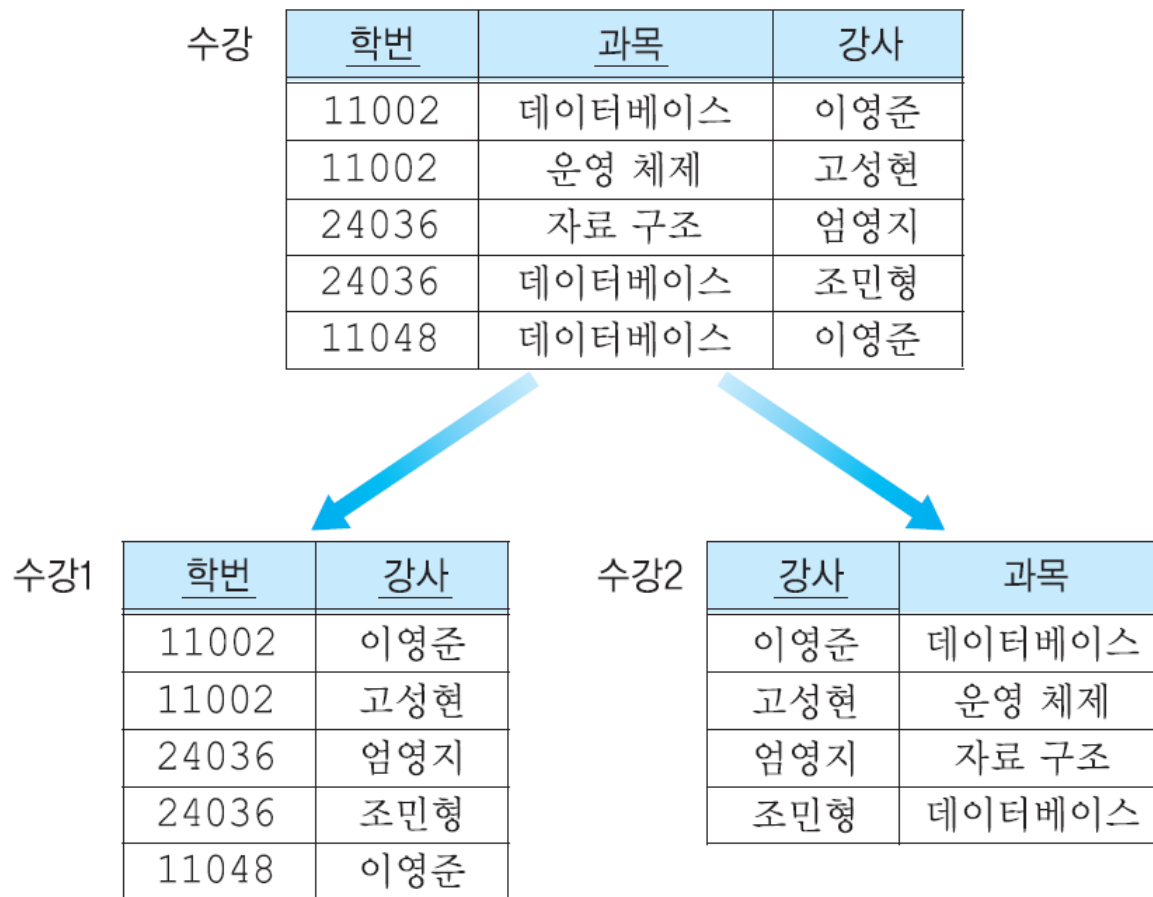 수강 학번 과목 강사
11002 데이터베이스 이영준
11002 운영 체제 고성현
24036 자료 구조 엄영지
24036 데이터베이스 조민형
11048 데이터베이스 이영준
수강1 학번 강사
11002 이영준
11002 고성현
24036 엄영지
24036 조민형
11048 이영준
수강2 강사 과목
이영준 데이터베이스
고성현 운영 체제
엄영지 자료 구조
조민형 데이터베이스